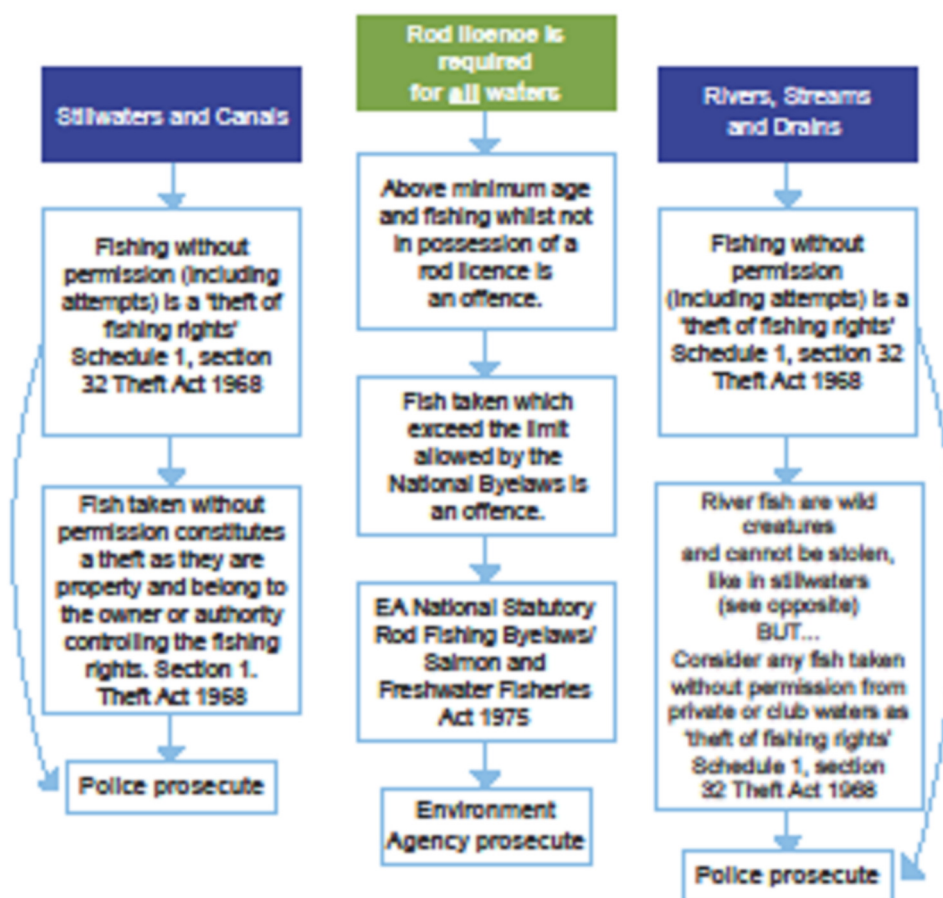 Stillwaters and Canals
Fishing without
permission (including
attempts) is a 'theft of
fishing rights'
Schedule 1, section
32 Theft Act 1968
Fish taken without
permission constitutes
a theft as they are
property and belong to
the owner or authority
controlling the fishing
rights. Section 1.
Theft Act 1968
Police prosecute
Rod licence is
required
for all waters
Above minimum age
and fishing whilst not
in possession of a
rod licence is
an offence.
Fish taken which
exceed the limit
allowed by the
National Byelaws is
an offence.
EA National Statutory
Rod Fishing Byelaws/
Salmon and
Freshwater Fisheries
Act 1975
Environment
Agency prosecute
Rivers, Streams
and Drains
Fishing without
permission
(including attempts) is a
'theft of fishing rights'
Schedule 1, section 32
Theft Act 1968
River fish are wild
creatures
and cannot be stolen,
like in stillwaters
(see opposite)
BUT...
Consider any fish taken
without permission from
private or club waters as
'theft of fishing rights'
Schedule 1, section
32 Theft Act 1968
Police prosecute